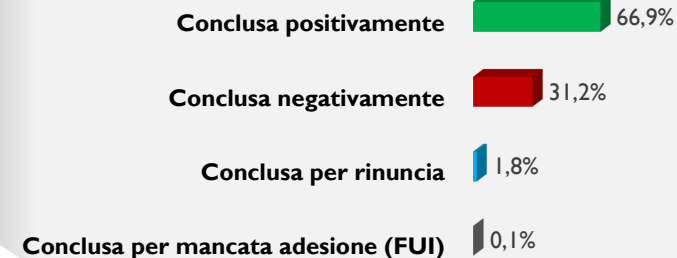 Conclusa positivamente 66,9%
Conclusa negativamente 31,2%
Conclusa per rinuncia 1,8%
Conclusa per mancata adesione (FUI) 0,1%